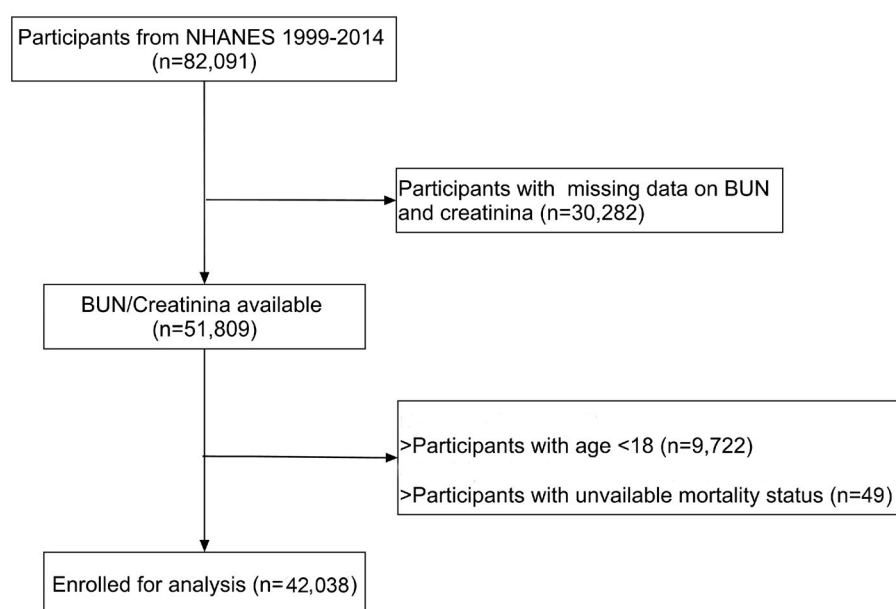 Participants from NHANES 1999-2014
(n=82,091)
Participants with missing data on BUN
and creatinina (n=30,282)
BUN/Creatinina available
(n=51,809)
>Participants with age <18 (n=9,722)
>Participants with unvailable mortality status (n=49)
Enrolled for analysis (n=42,038)